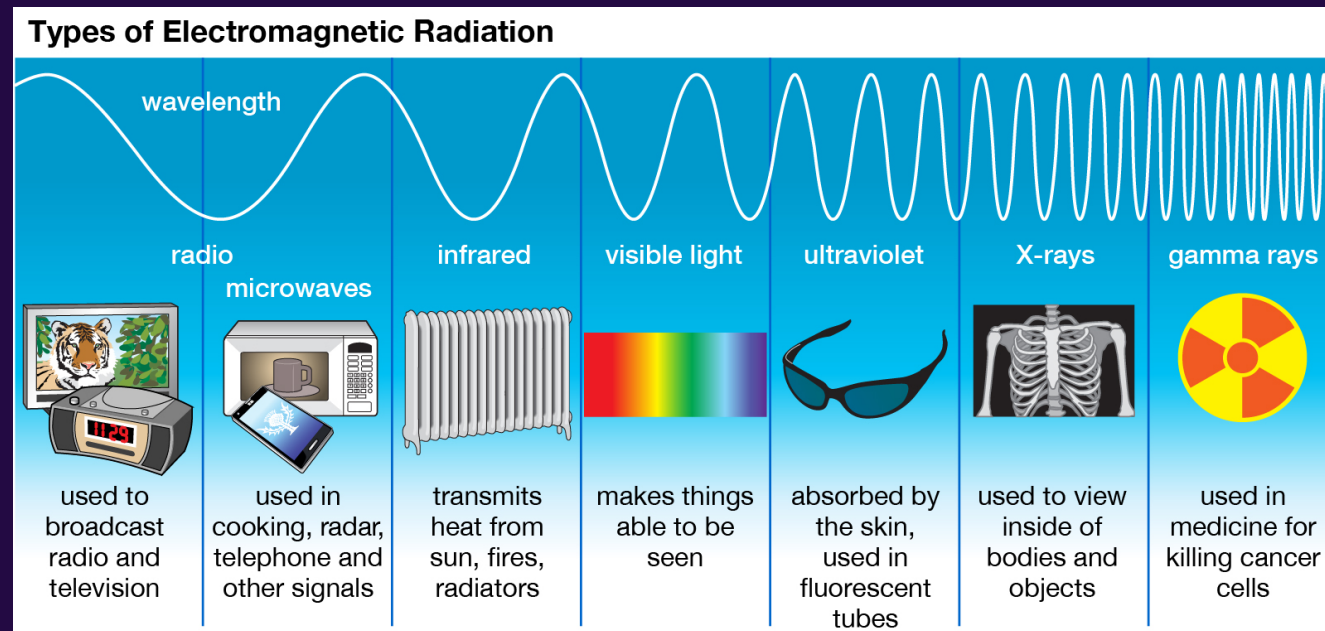 Types of Electromagnetic Radiation
wavelength
radio
microwaves
infrared
visible light
ultraviolet
X-rays
gamma rays
11:29
used to
broadcast
radio and
television
used in
cooking, radar,
telephone and
other signals
transmits
heat from
sun, fires,
radiators
makes things
able to be
seen
absorbed by
the skin,
used in
fluorescent
tubes
used to view
inside of
bodies and
objects
used in
medicine for
killing cancer
cells